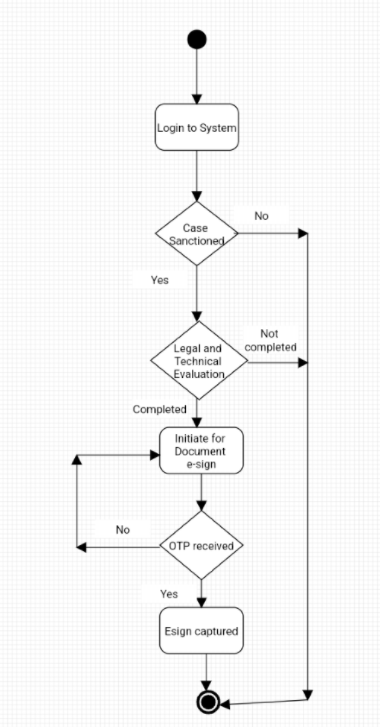 Login to System
No
Case
Sanctioned
Yes
Not
completed
Legal and
Technical
Evaluation
Completed
Initiate for
Document
e-sign
No
OTP received
Yes
Esign captured